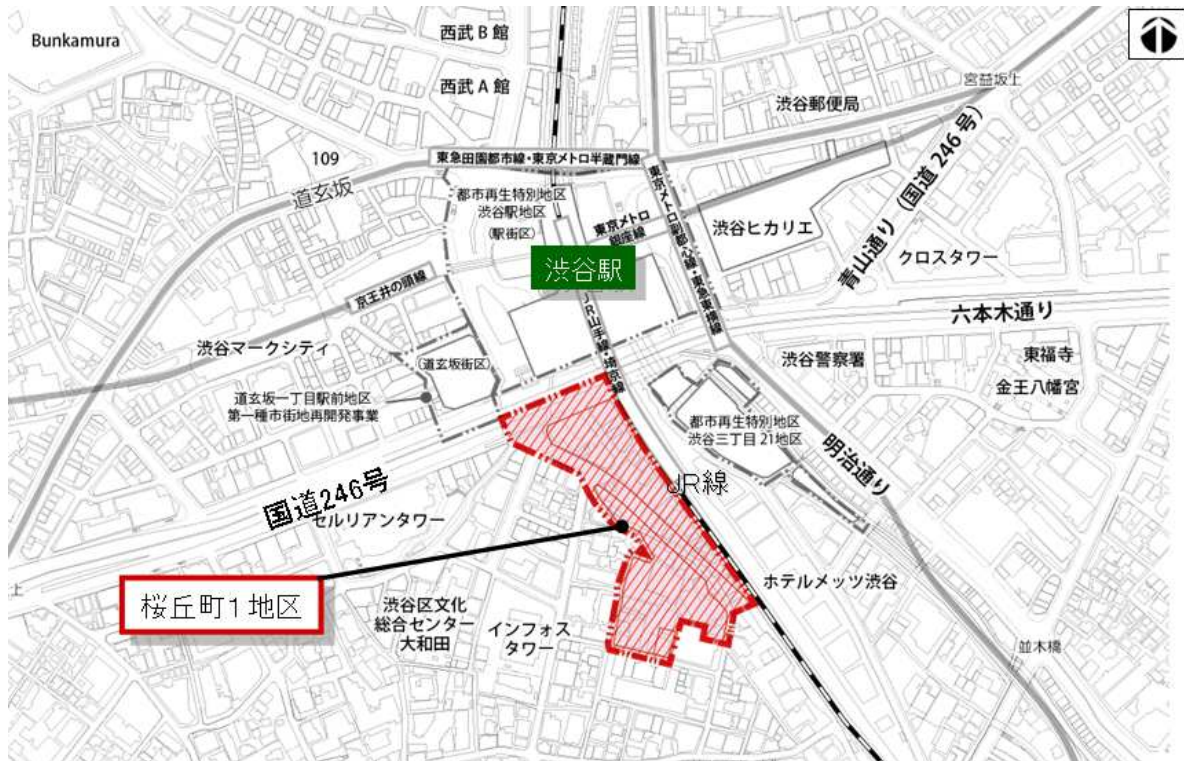 Bunkamura
西武 B 館
西武 A 館
宮益坂上
渋谷郵便局
109
道玄坂
東急田園都市線・東京メトロ半蔵門線
都市再生特別地区
渋谷駅地区
(駅街区)
東京メトロ
銀座線
東京メトロ副都心線・東急東横線
渋谷ヒカリエ
青山通り（国道 246 号）
クロスタワー
渋谷駅
京王井の頭線
JR山手線・埼京線
六本木通り
渋谷マークシティ
(道玄坂街区)
渋谷警察署
東福寺
金王八幡宮
道玄坂一丁目駅前地区
第一種市街地再開発事業
都市再生特別地区
渋谷三丁目 21地区
明治通り
JR線
国道246号
セルリアンタワー
上
桜丘町１地区
渋谷区文化
総合センター
大和田
インフォス
タワー
ホテルメッツ渋谷
並木橋